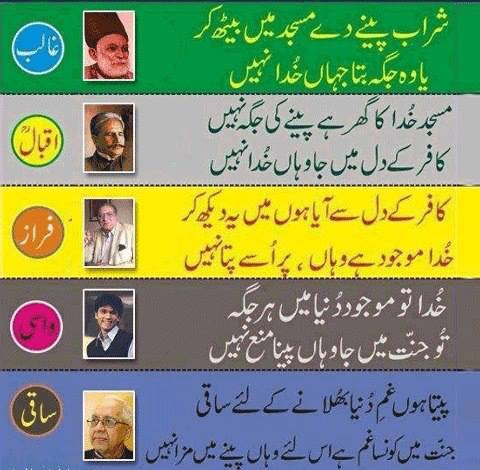 غالب
شراب پینے دے مسجد میں بیٹھ کر
یا وہ جگہ بتا جہاں خُدا نہیں
اقبالؒ
مسجد خُدا کا گھر ہے پینے کی جگہ نہیں
کافر کے دل میں جا وہاں خُدا نہیں
فراز
کافر کے دل سے آیا ہوں میں یہ دیکھ کر
خُدا موجود ہے وہاں ، پر اُسے پتا نہیں
واسی
خُدا تو موجود دُنیا میں ہر جگہ
تُو جنّت میں جا وہاں پینا منع نہیں
ساقی
پیتا ہوں غمِ دُنیا بھلانے کے لئے ساقی
جنّت میں کونسا غم ہے اس لئے وہاں پینے میں مزا نہیں